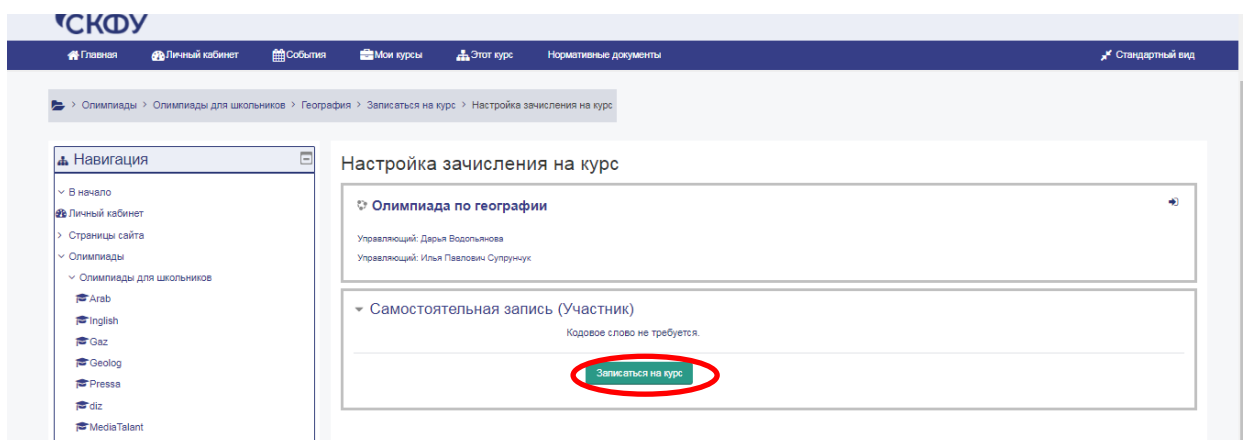 СКФУ
Главная Личный кабинет События Мои курсы Этот курс Нормативные документы Стандартный вид
Олимпиады > Олимпиады для школьников > География > Записаться на курс > Настройка зачисления на курс
Навигация
В начало
Личный кабинет
Страницы сайта
Олимпиады
Олимпиады для школьников
Arab
Inglish
Gaz
Geolog
Pressa
diz
MediaTalant
Настройка зачисления на курс
Олимпиада по географии
Управляющий: Дарья Водопьянова
Управляющий: Илья Павлович Супрунчук
Самостоятельная запись (Участник)
Кодовое слово не требуется.
Записаться на курс